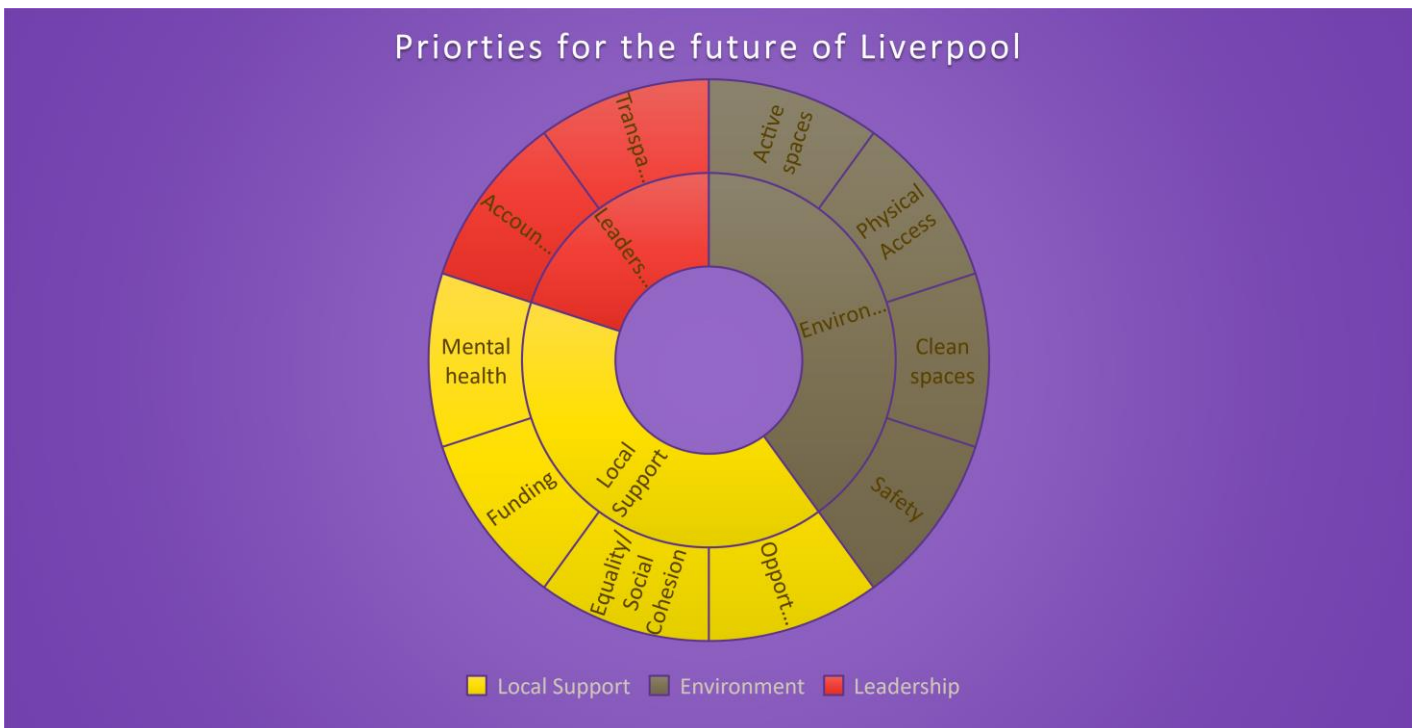 Priorties for the future of Liverpool
Transpa...
Active
spaces
Accoun...
Leaders...
Physical
Access
Environ...
Mental
health
Clean
spaces
Local
Support
Funding
Safety
Equality/
Social
Cohesion
Opport...
Local Support
Environment
Leadership